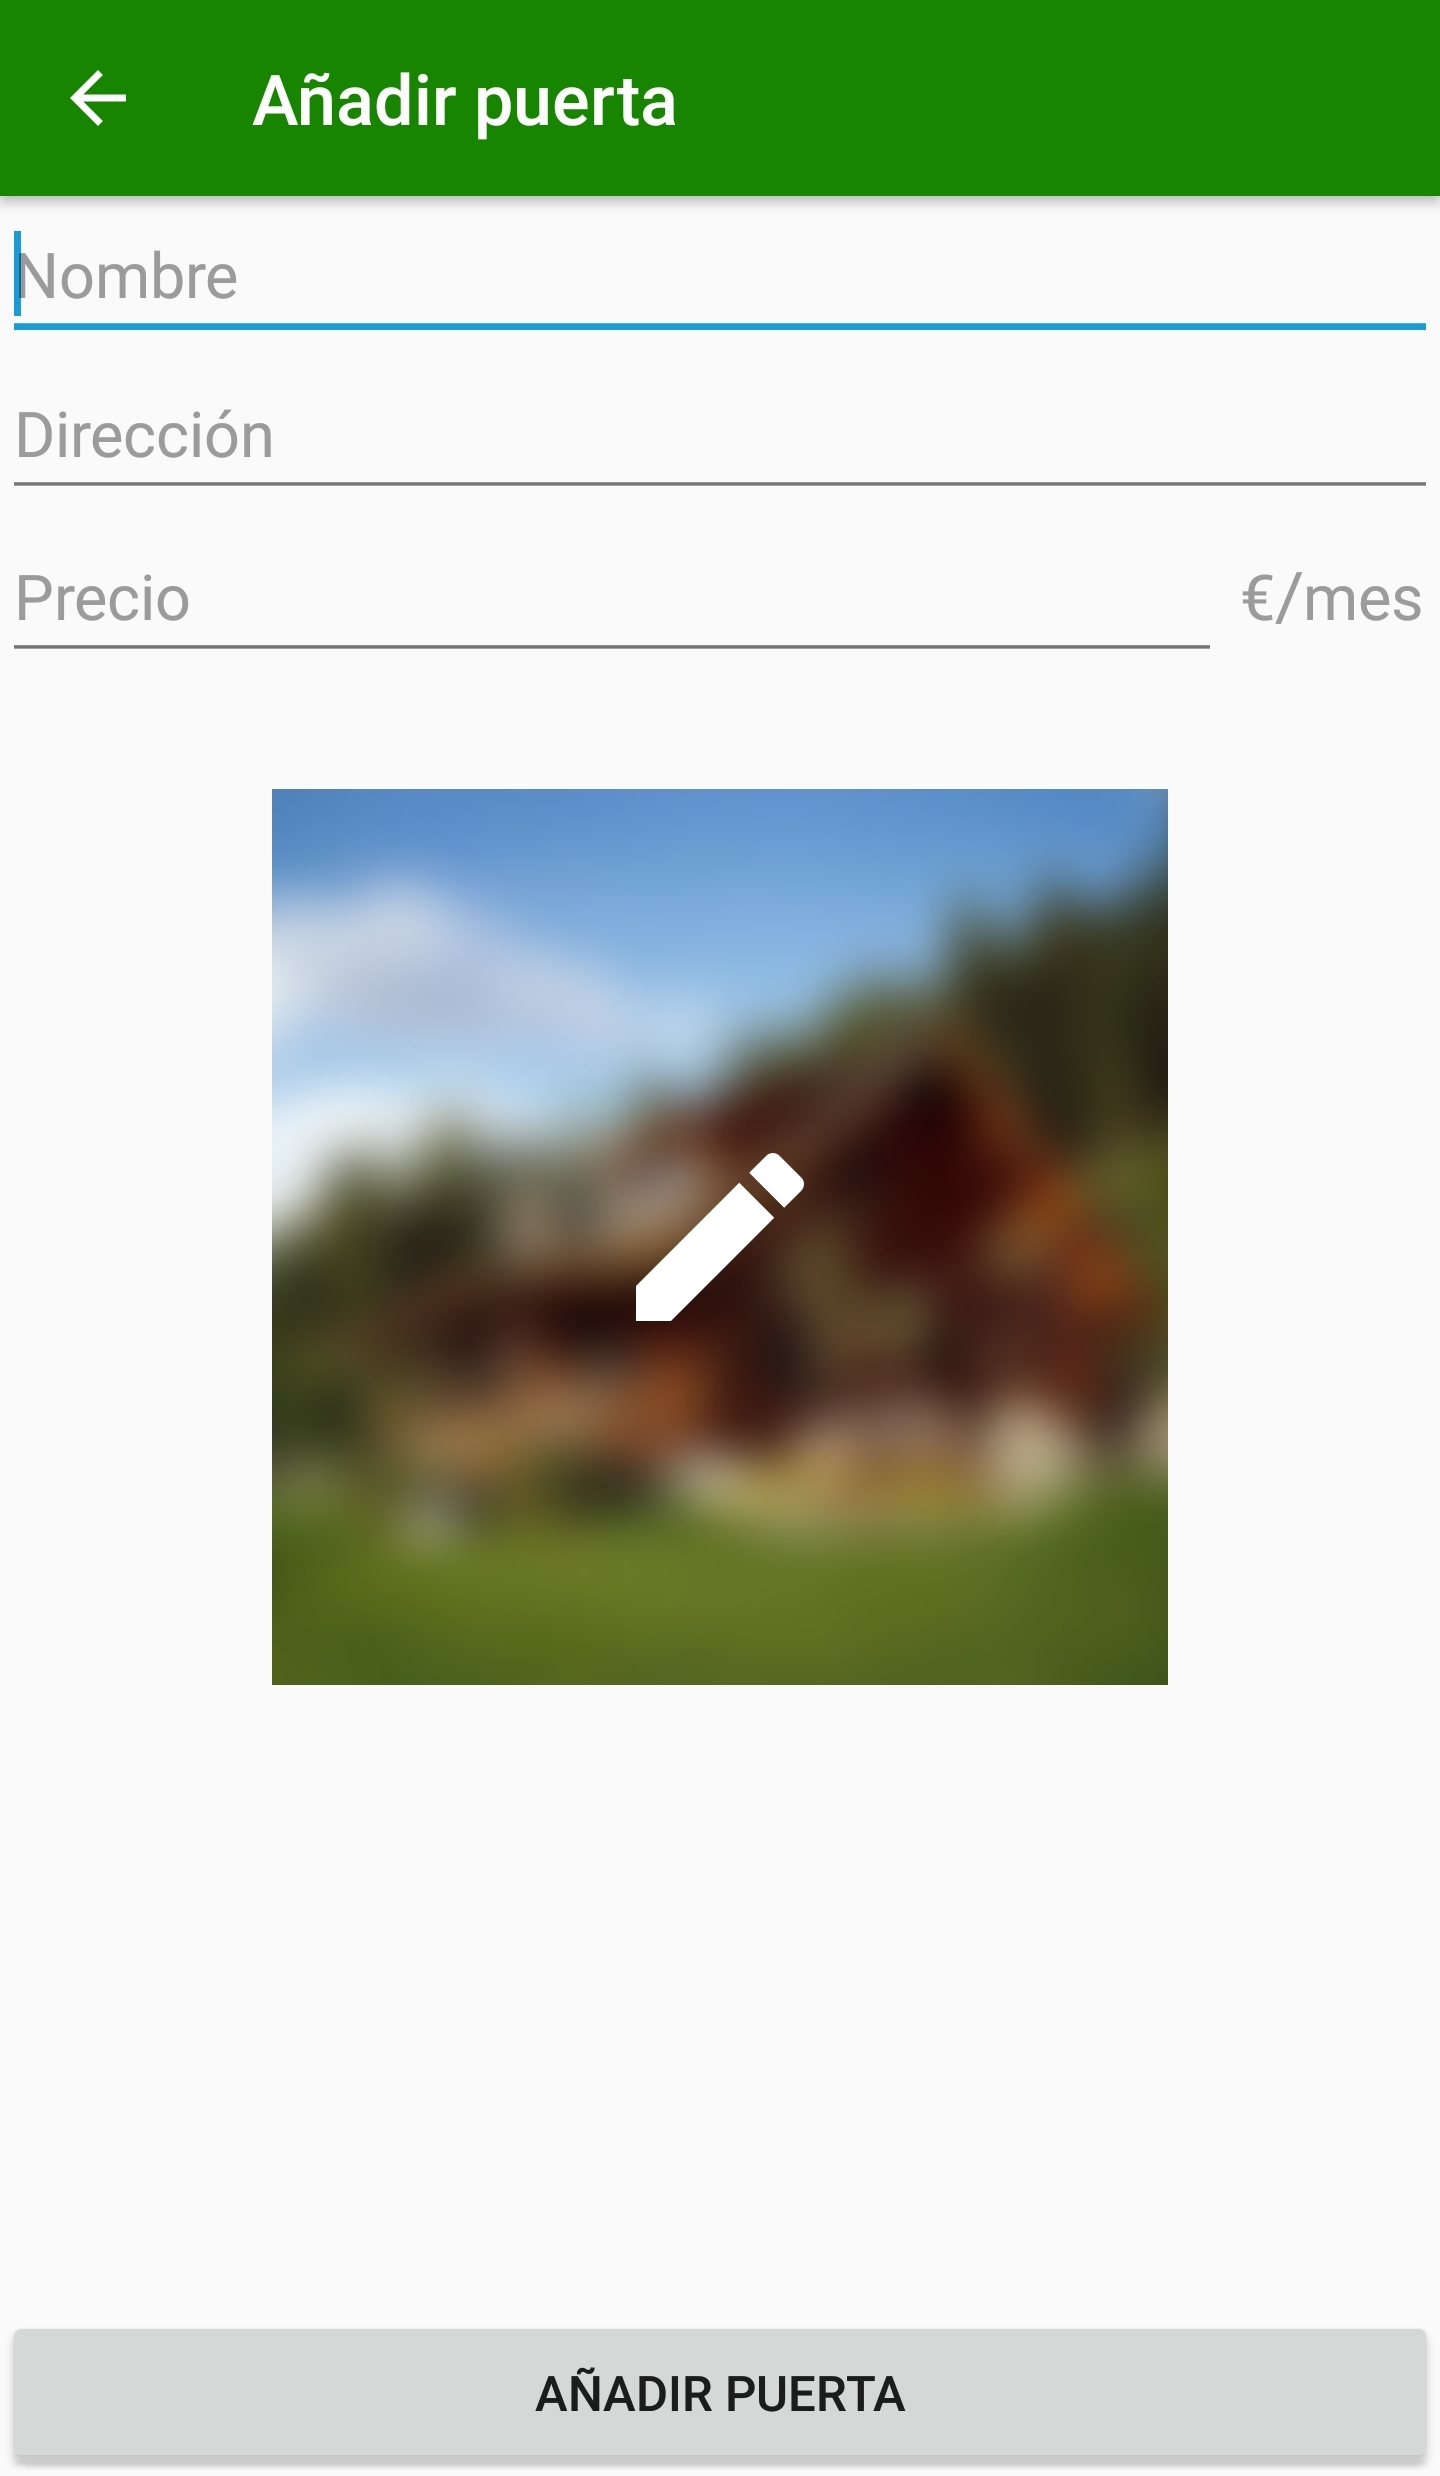 Añadir puerta
Nombre
Dirección
Precio €/mes
AÑADIR PUERTA